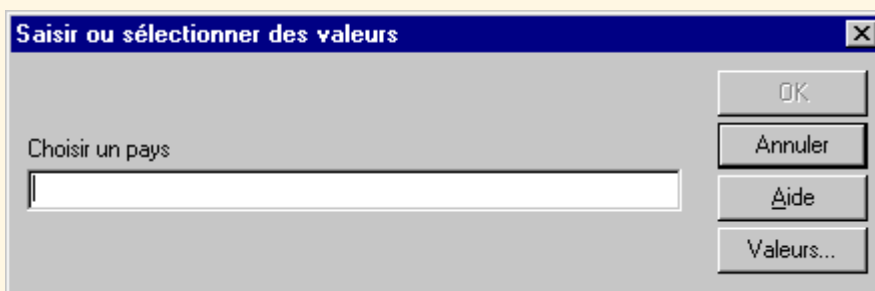 Saisir ou sélectionner des valeurs
OK
Choisir un pays
Annuler
Aide
Valeurs...